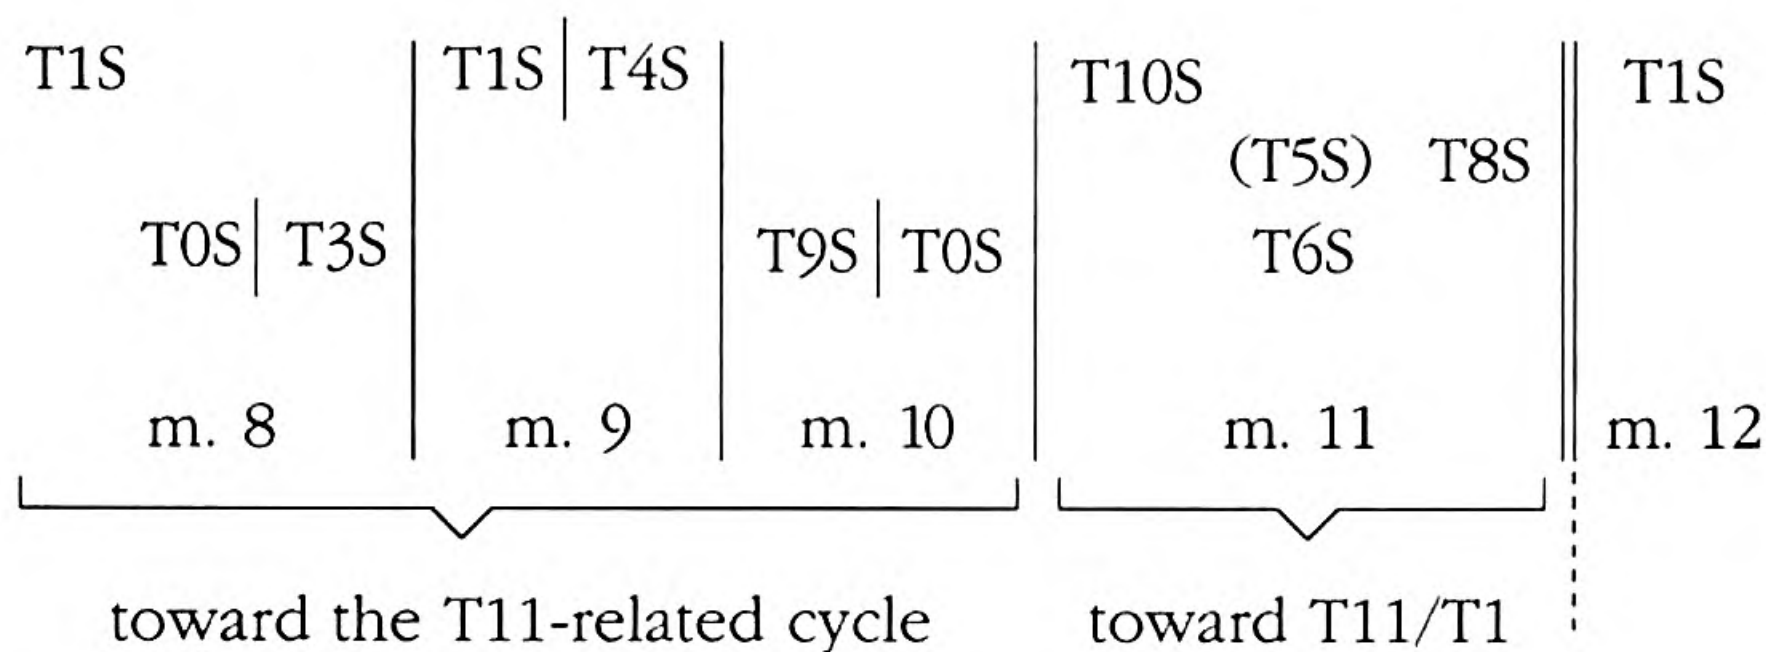 T1S T1S T4S T10S T1S
(T5S) T8S
T0S T3S T9S T0S T6S
m. 8 m. 9 m. 10 m. 11 m. 12
toward the T11-related cycle toward T11/T1